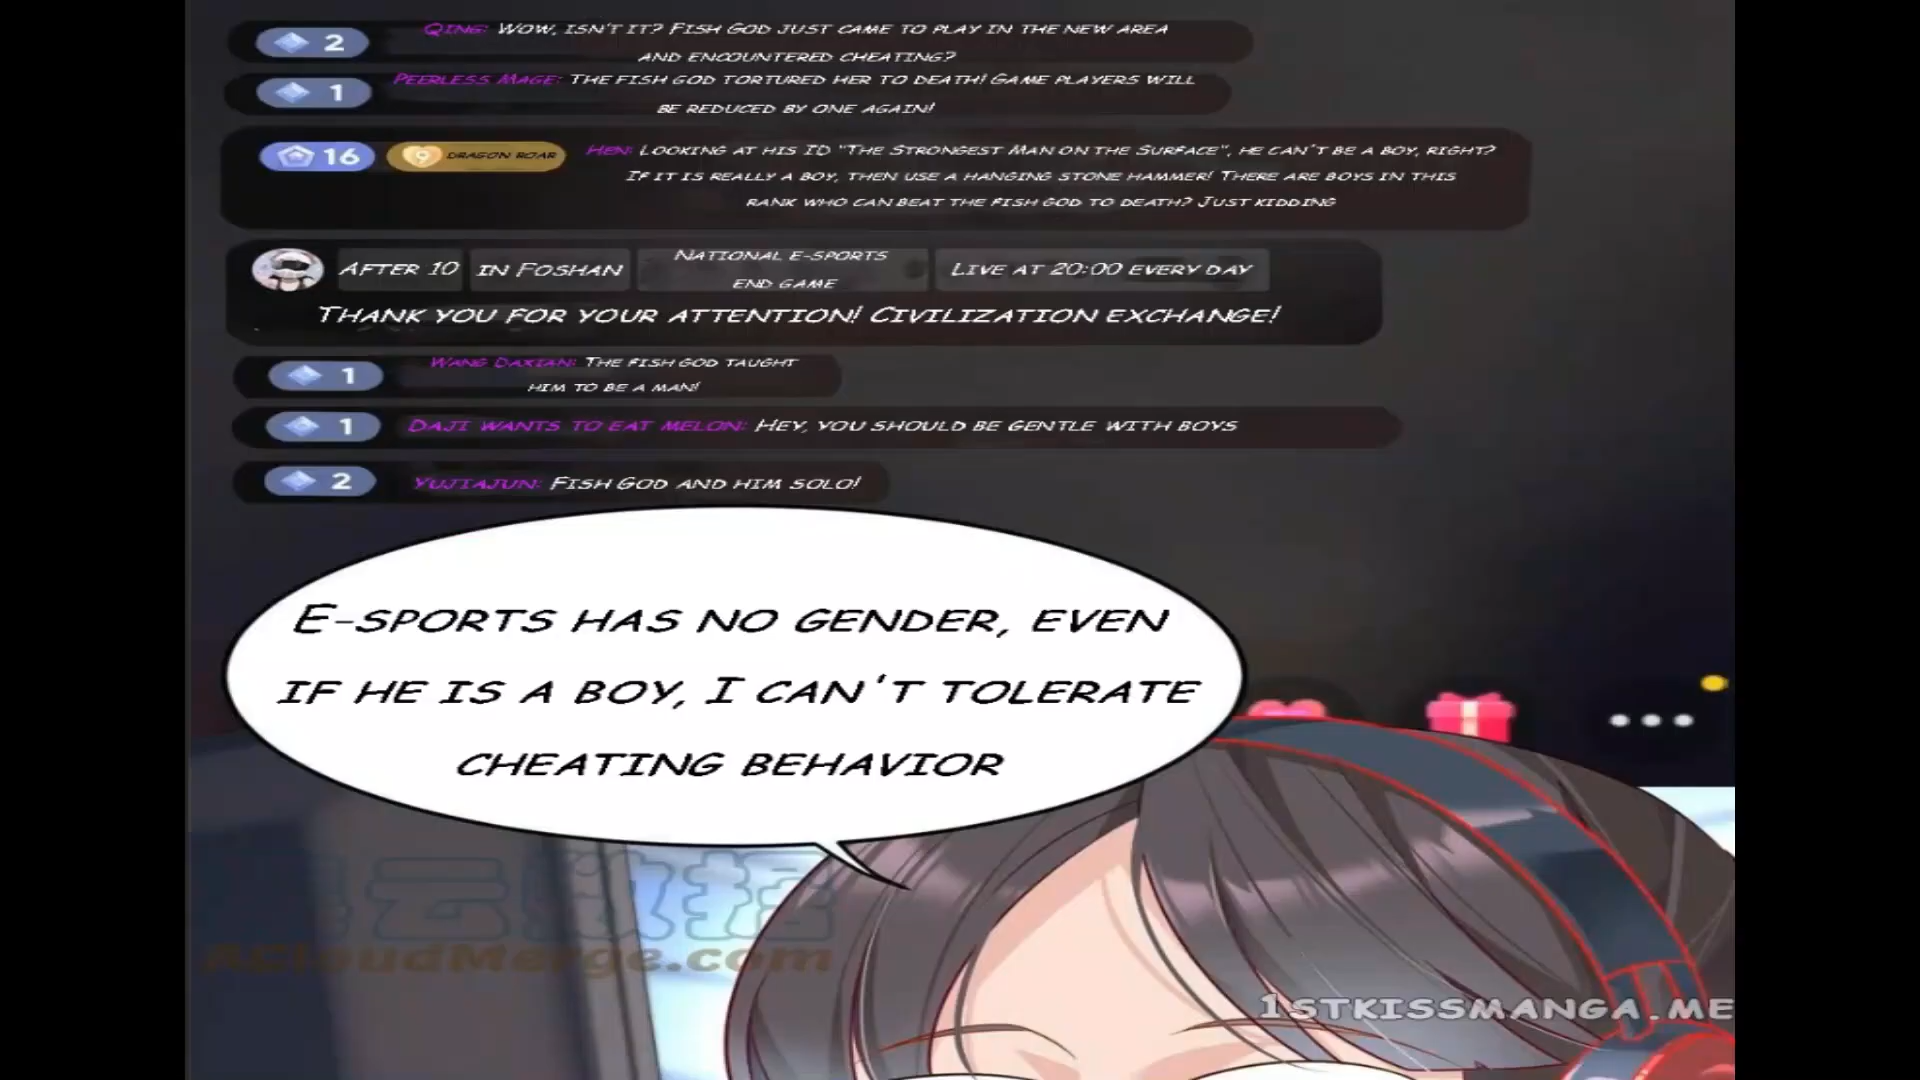 2 Qing: Wow, isn't it? Fish God just came to play in the new area
and encountered cheating?
1 Peerless Mage: The fish god tortured her to death! Game players will
be reduced by one again!
16 9 Dragon Roar Hen: Looking at his ID "The Strongest Man on the Surface", he can't be a boy, right?
If it is really a boy, then use a hanging stone hammer! There are boys in this
rank who can beat the fish god to death? Just kidding
After 10 in Foshan National e-sports
end game Live at 20:00 every day
Thank you for your attention! Civilization exchange!
1 Wang Daxian: The fish god taught
him to be a man!
1 Daji wants to eat melon: Hey, you should be gentle with boys
2 Yujiajun: Fish God and him solo!
E-sports has no gender, even
if he is a boy, I can't tolerate
cheating behavior
云数据
ACloudMerge.com
1STKISSMANGA.ME